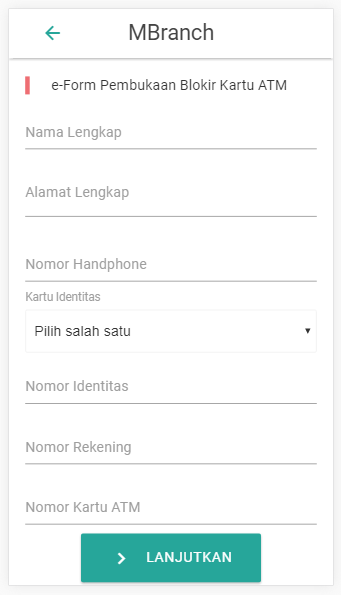 MBranch
e-Form Pembukaan Blokir Kartu ATM
Nama Lengkap
Alamat Lengkap
Nomor Handphone
Kartu Identitas
Pilih salah satu
Nomor Identitas
Nomor Rekening
Nomor Kartu ATM
LANJUTKAN